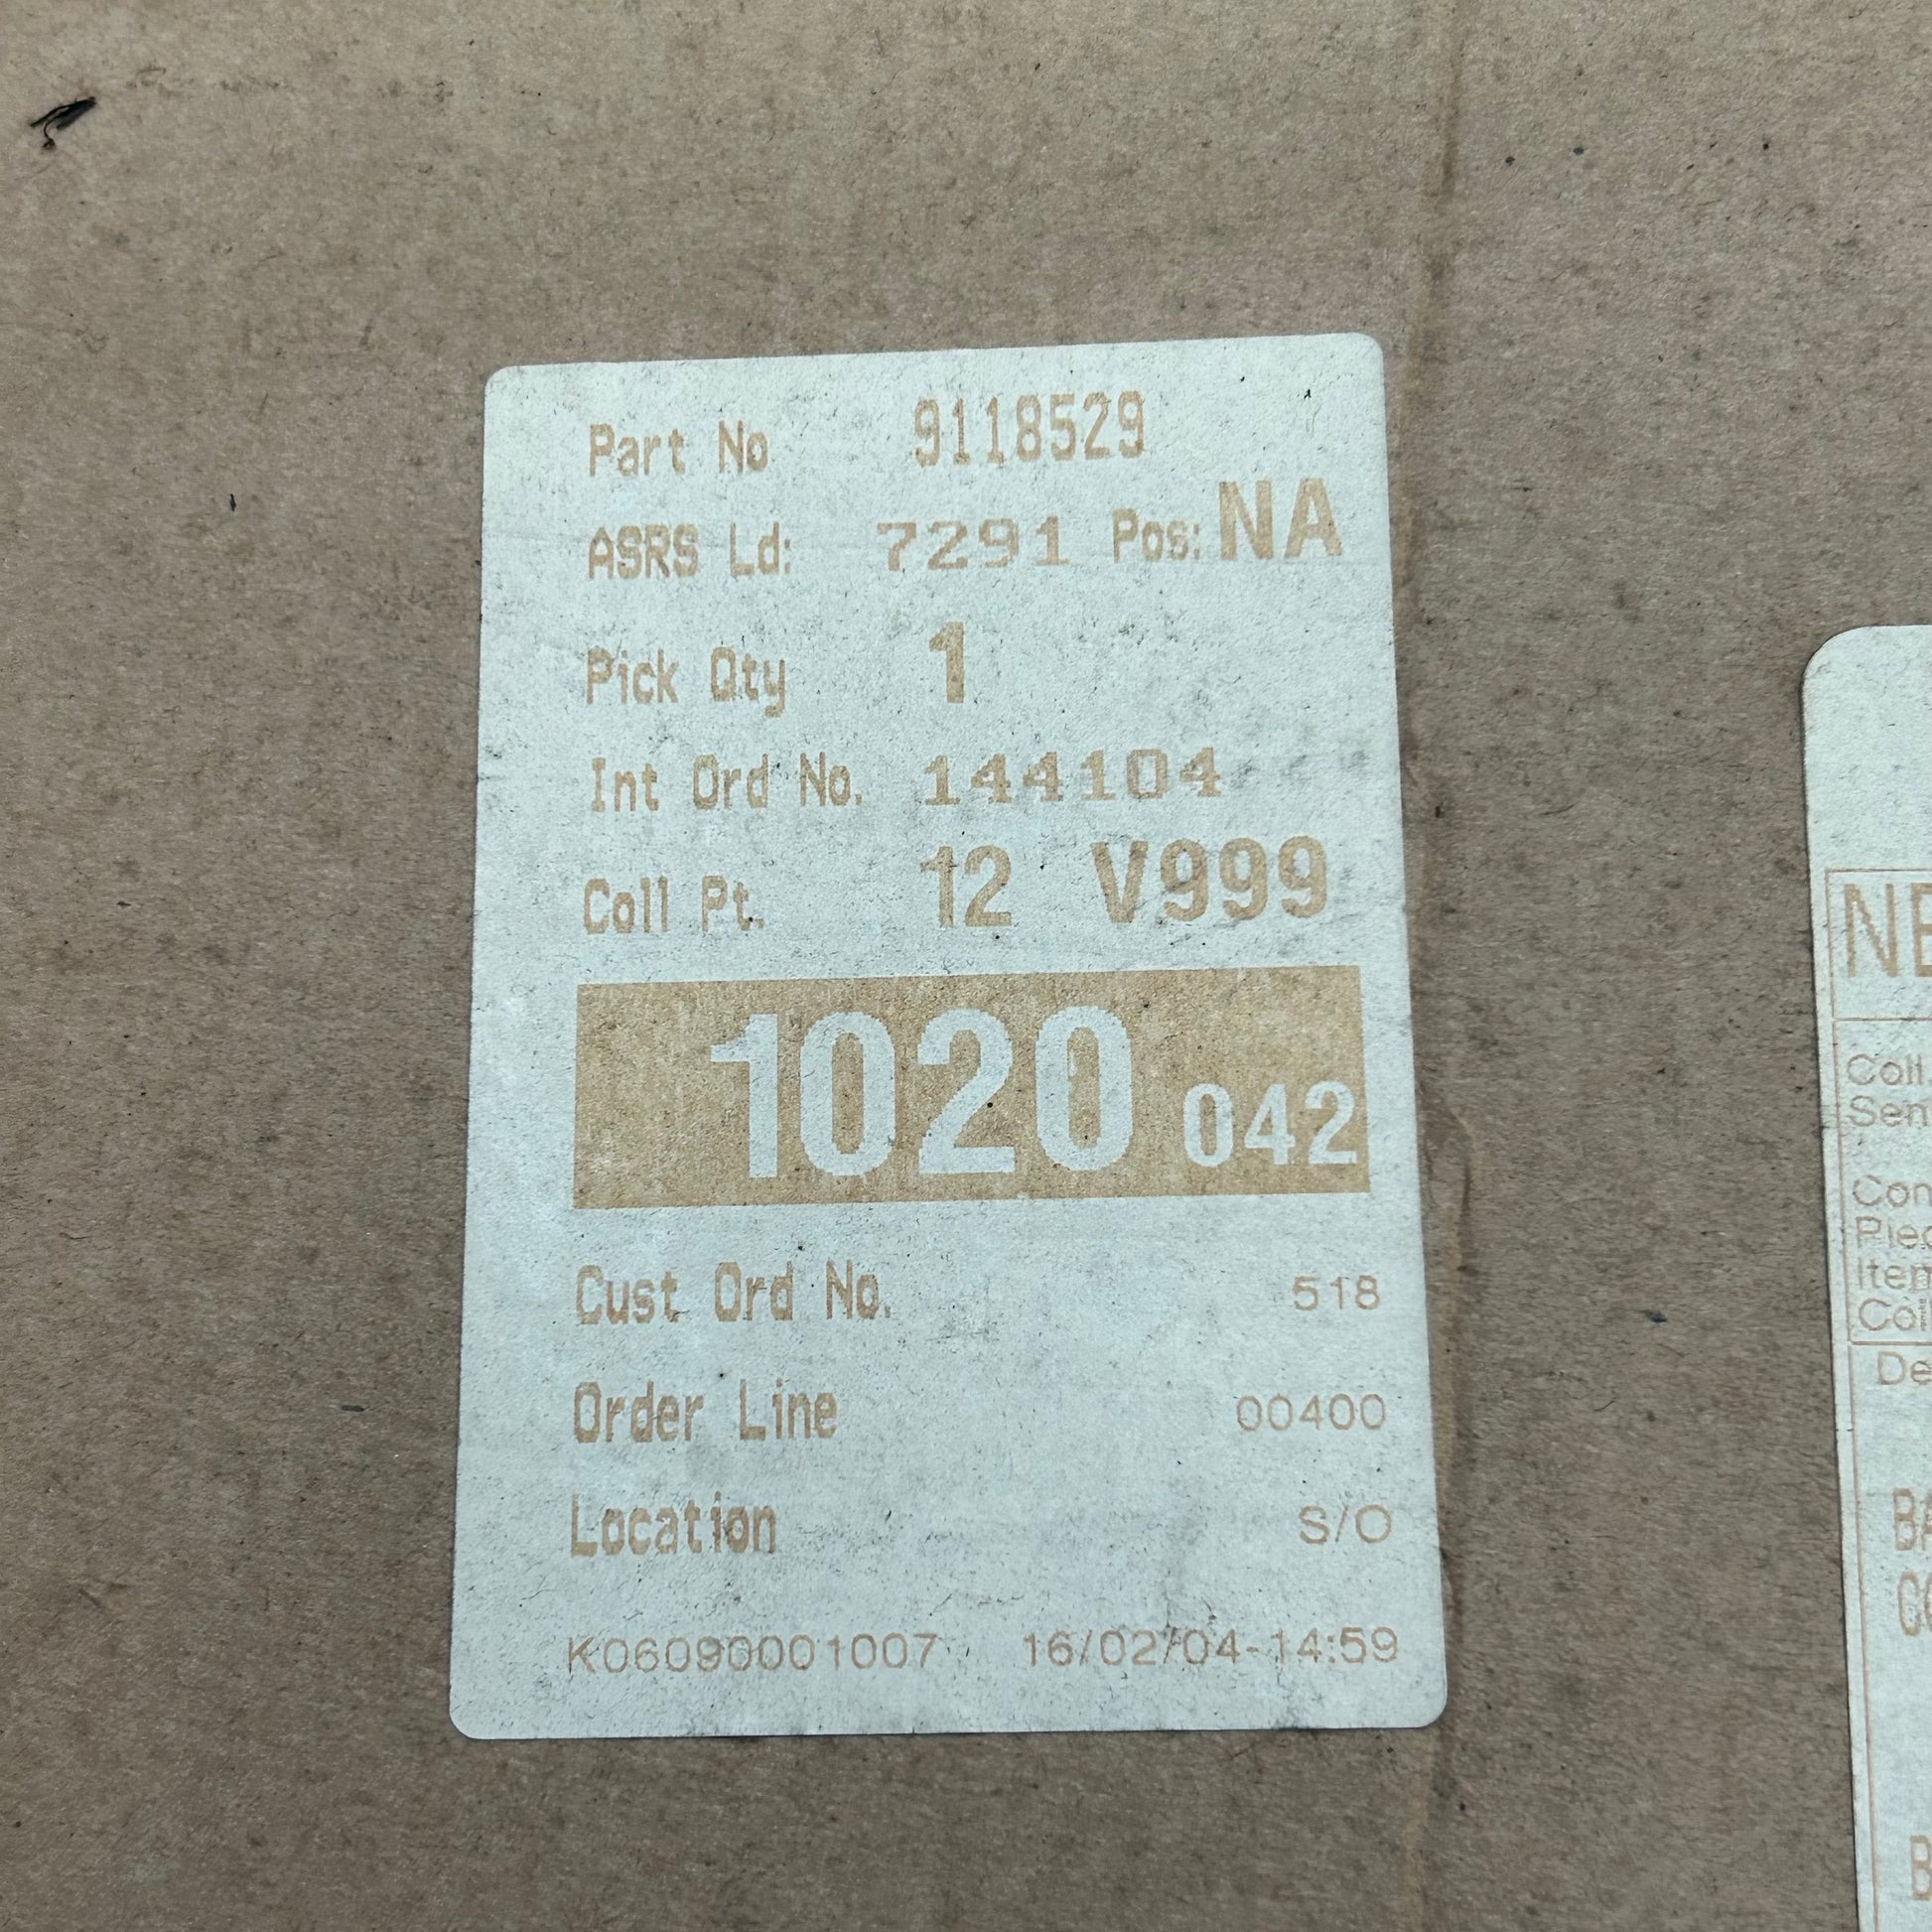 Part No 9118529
ASRS Ld: 7291 Pos: NA
Pick Qty 1
Int Ord No. 144104
Coll Pt. 12 V999
1020 042
Cust Ord No. 518
Order Line 00400
Location S/O
K06090001007 16/02/04-14:59